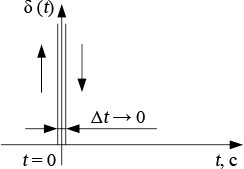 δ (t)
Δt → 0
t = 0
t, с